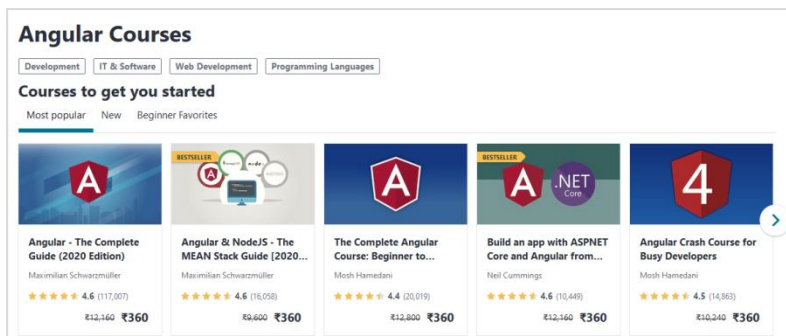 Angular Courses
Development IT & Software Web Development Programming Languages
Courses to get you started
Most popular New Beginner Favorites
BESTSELLER
A
Angular - The Complete
Guide (2020 Edition)
Maximilian Schwarzmüller
4.6 (117,007)
₹12,160 ₹360
A
Angular & NodeJS - The
MEAN Stack Guide [2020...
Maximilian Schwarzmüller
4.6 (16,058)
₹9,600 ₹360
A
The Complete Angular
Course: Beginner to...
Mosh Hamedani
4.4 (20,019)
₹12,800 ₹360
BESTSELLER
A .NET
Core
Build an app with ASPNET
Core and Angular from...
Neil Cummings
4.6 (10,449)
₹12,160 ₹360
4
Angular Crash Course for
Busy Developers
Mosh Hamedani
4.5 (14,863)
₹10,240 ₹360